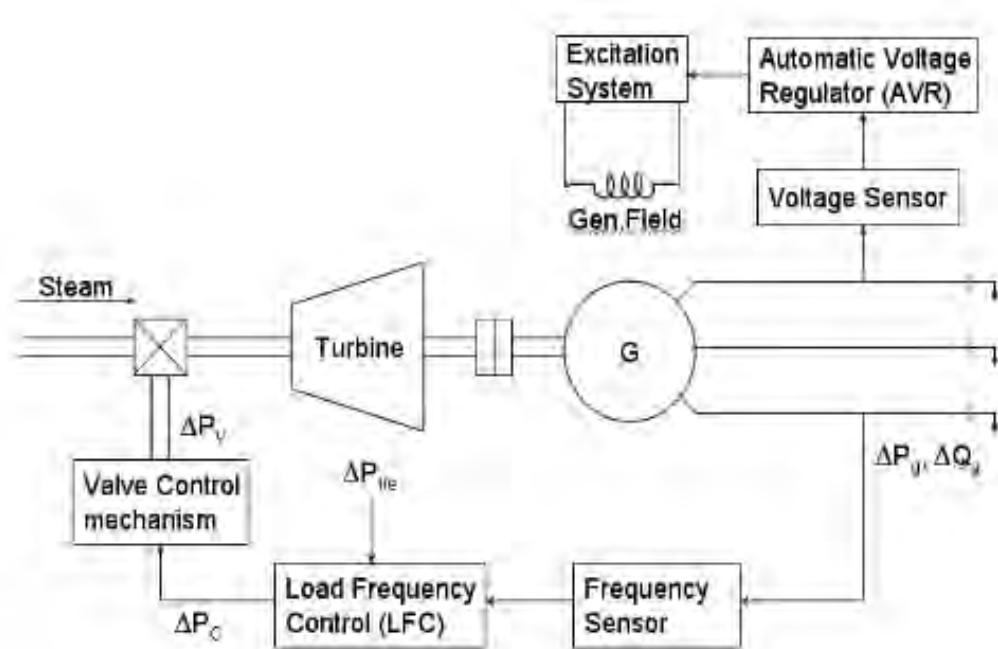 Excitation
System
Automatic Voltage
Regulator (AVR)
Voltage Sensor
Gen.Field
Steam
Turbine
G
ΔP_V
ΔP_g, ΔQ_g
Valve Control
mechanism
ΔP_tie
Load Frequency
Control (LFC)
Frequency
Sensor
ΔP_C